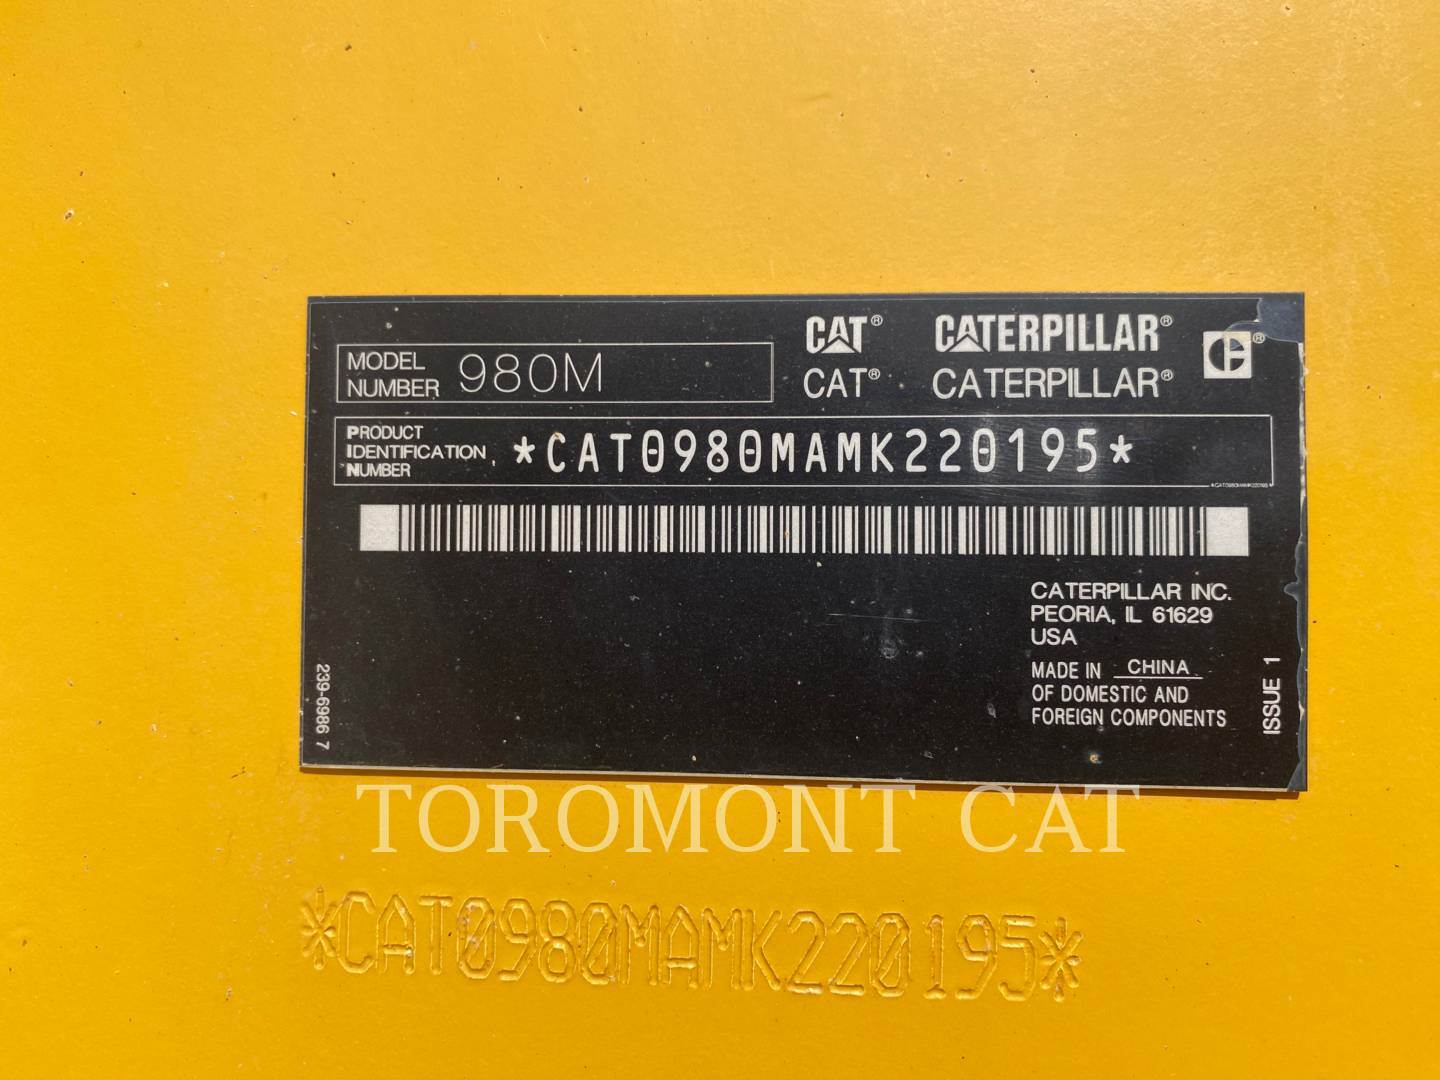 CAT® CATERPILLAR®
MODEL
NUMBER 980M
CAT® CATERPILLAR®
PRODUCT
IDENTIFICATION
NUMBER
*CAT0980MAMK220195*
*CAT0980MAMK220195*
CATERPILLAR INC.
PEORIA, IL 61629
USA
MADE IN CHINA
OF DOMESTIC AND
FOREIGN COMPONENTS
239-6986 7
ISSUE 1
TOROMONT CAT
*CAT0980MAMK220195*